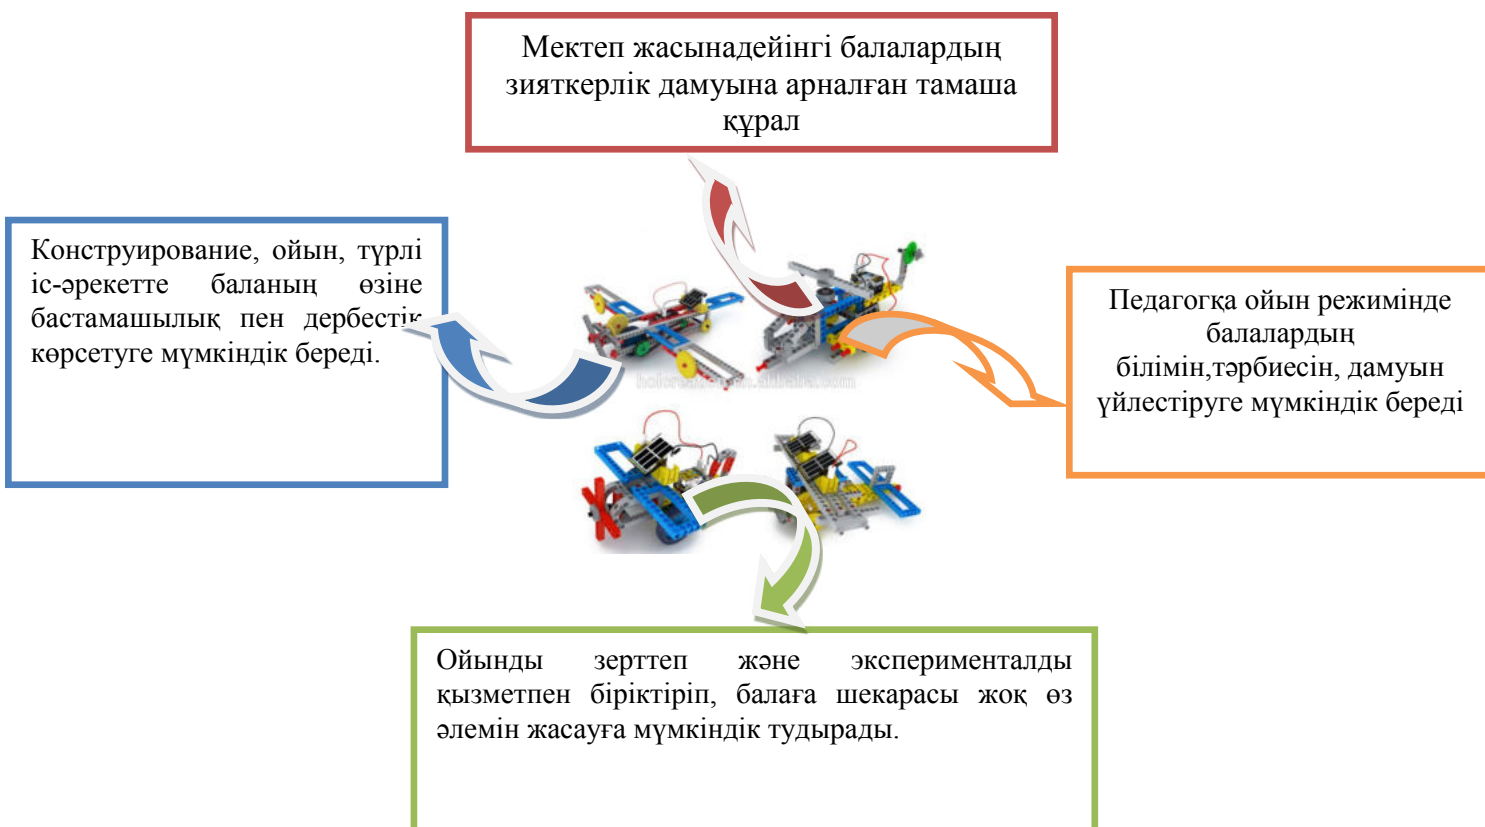 Мектеп жасынадейінгі балалардың
зияткерлік дамуына арналған тамаша
құрал
Конструирование, ойын, түрлі
іс-әрекетте баланың өзіне
бастамашылық пен дербестік
көрсетуге мүмкіндік береді.
Педагогқа ойын режимінде
балалардың
білімін,тәрбиесін, дамуын
үйлестіруге мүмкіндік береді
Ойынды зерттеп және эксперименталды
қызметпен біріктіріп, балаға шекарасы жоқ өз
әлемін жасауға мүмкіндік тудырады.